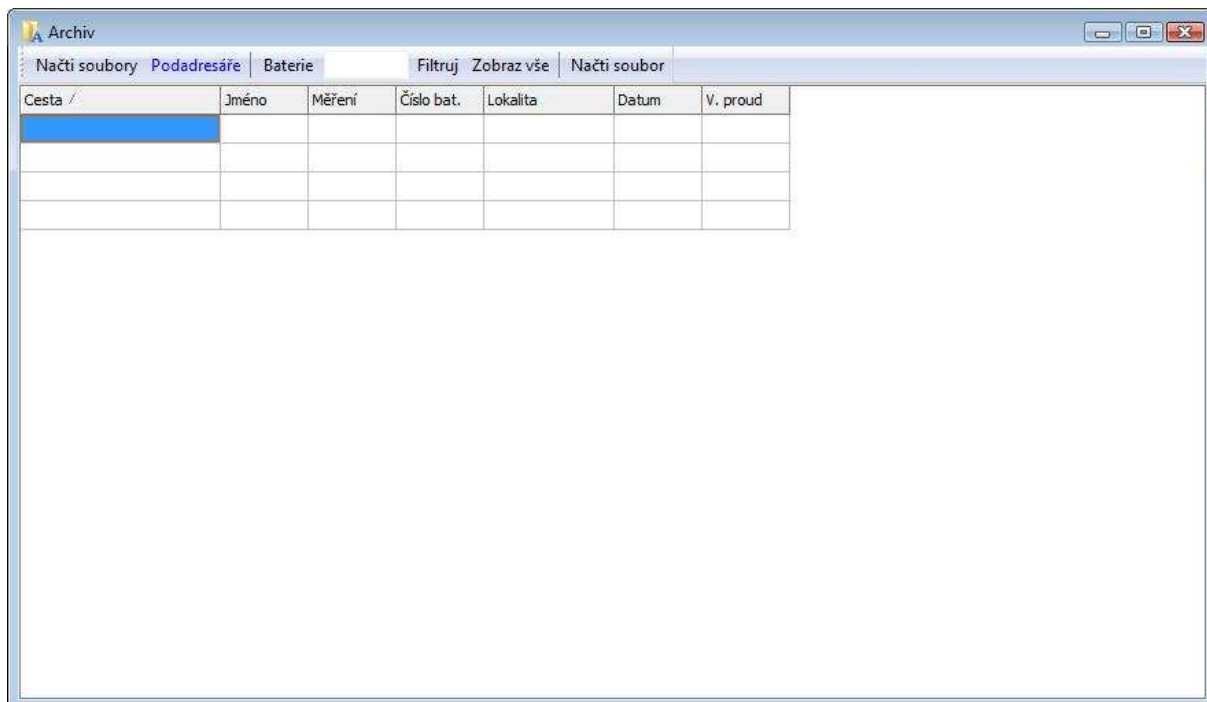 Archiv
Načti soubory Podadresáře Baterie Filtruj Zobraz vše Načti soubor
Cesta / Jméno Měření Číslo bat. Lokalita Datum V. proud